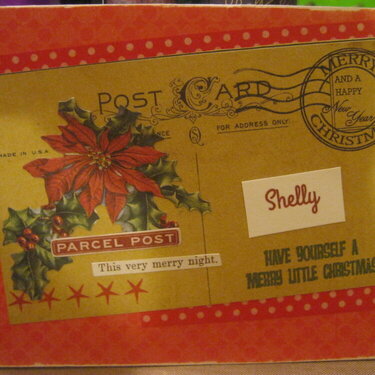 POST CARD
MERRY
AND A
HAPPY
New Year
CHRISTMAS
FOR ADDRESS ONLY
MADE IN U.S.A
Shelly
PARCEL POST
This very merry night.
HAVE YOURSELF A
MERRY LITTLE CHRISTMAS